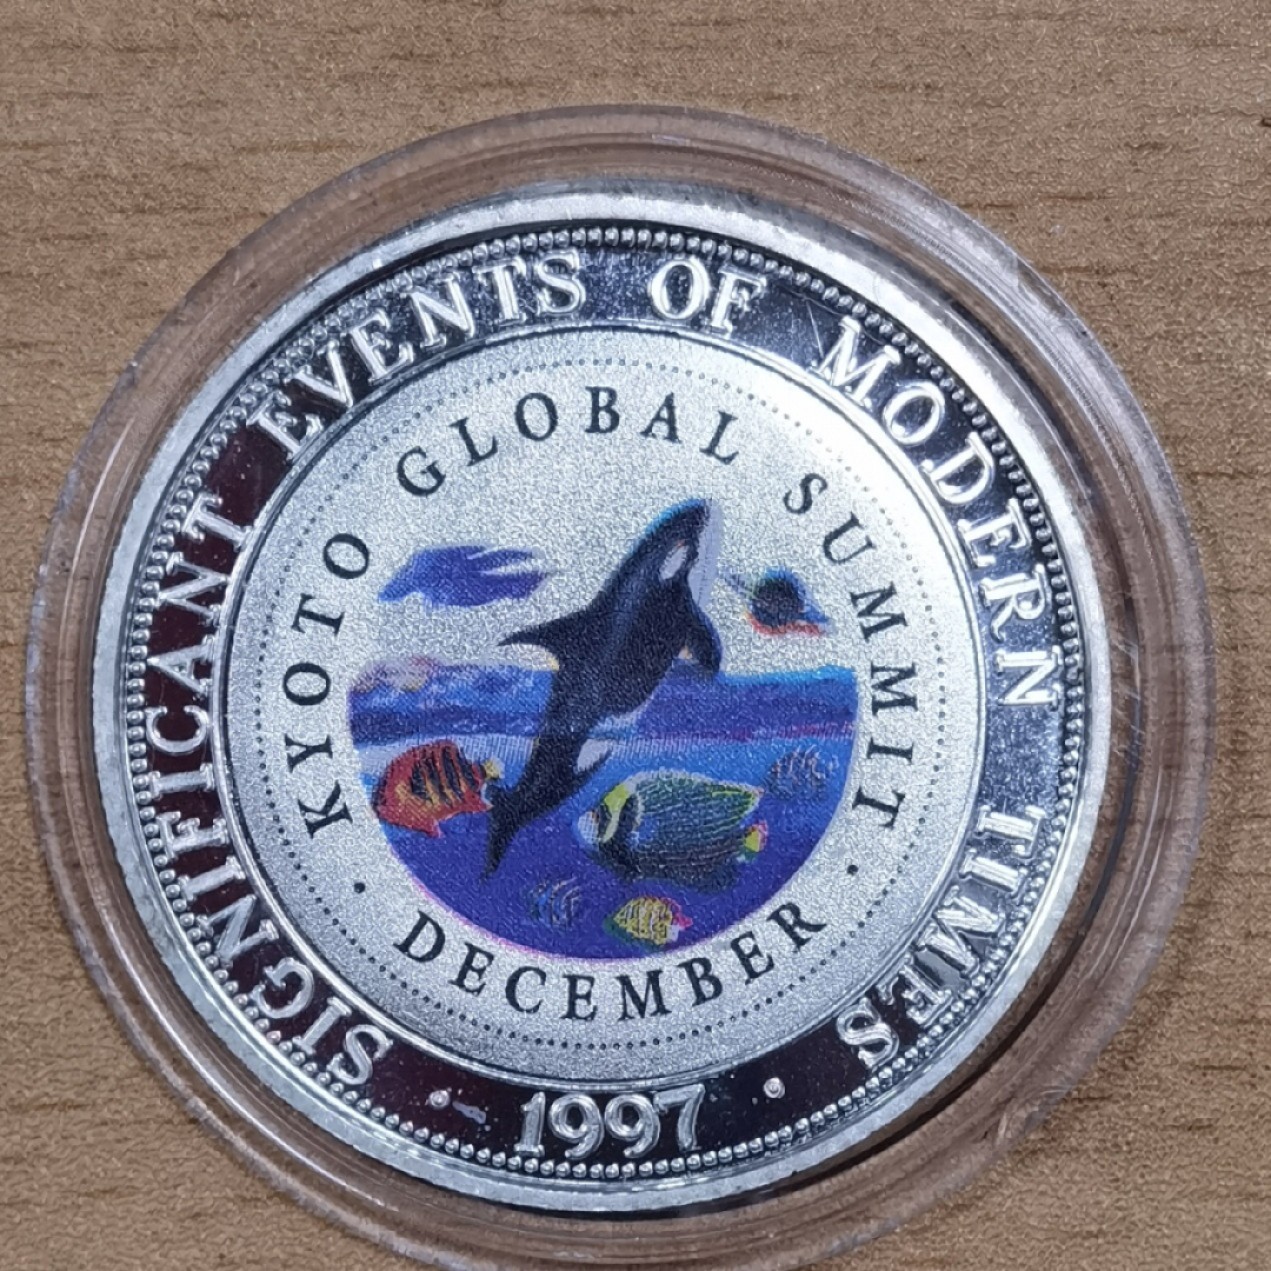 SIGNIFICANT EVENTS OF MODERN TIMES
· 1997 ·
KYOTO GLOBAL SUMMIT
· DECEMBER ·